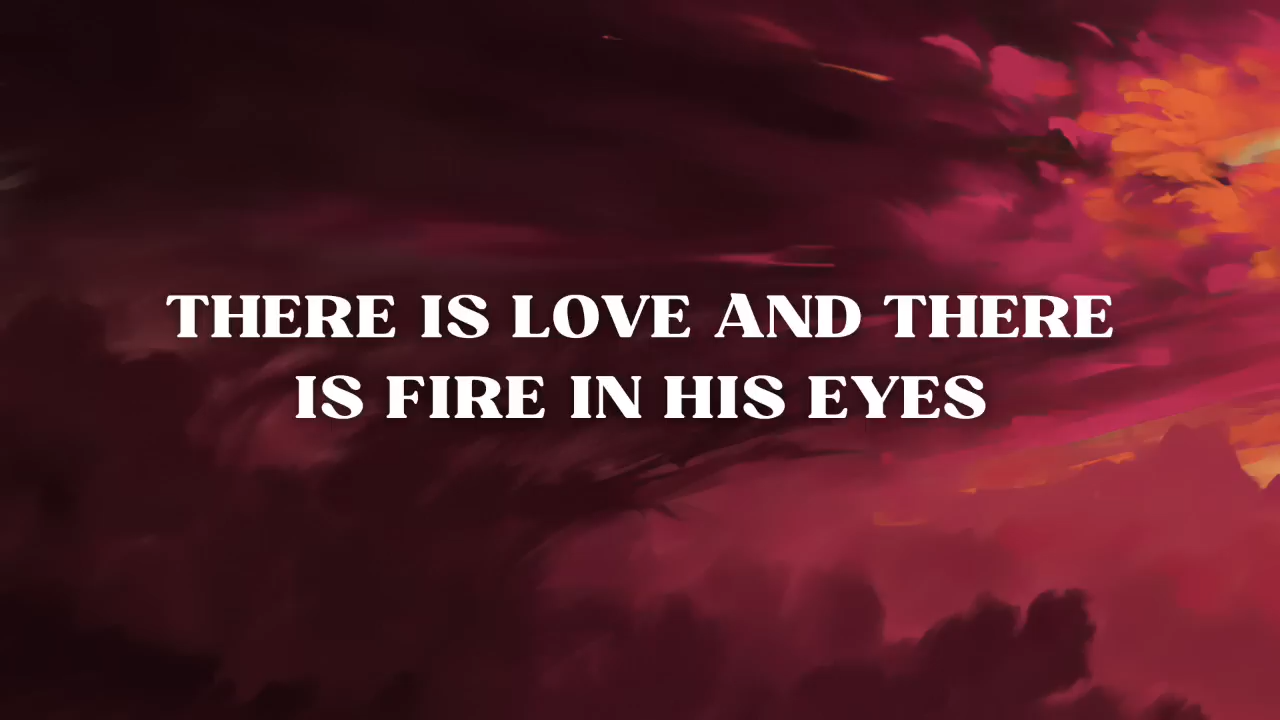 THERE IS LOVE AND THERE
IS FIRE IN HIS EYES